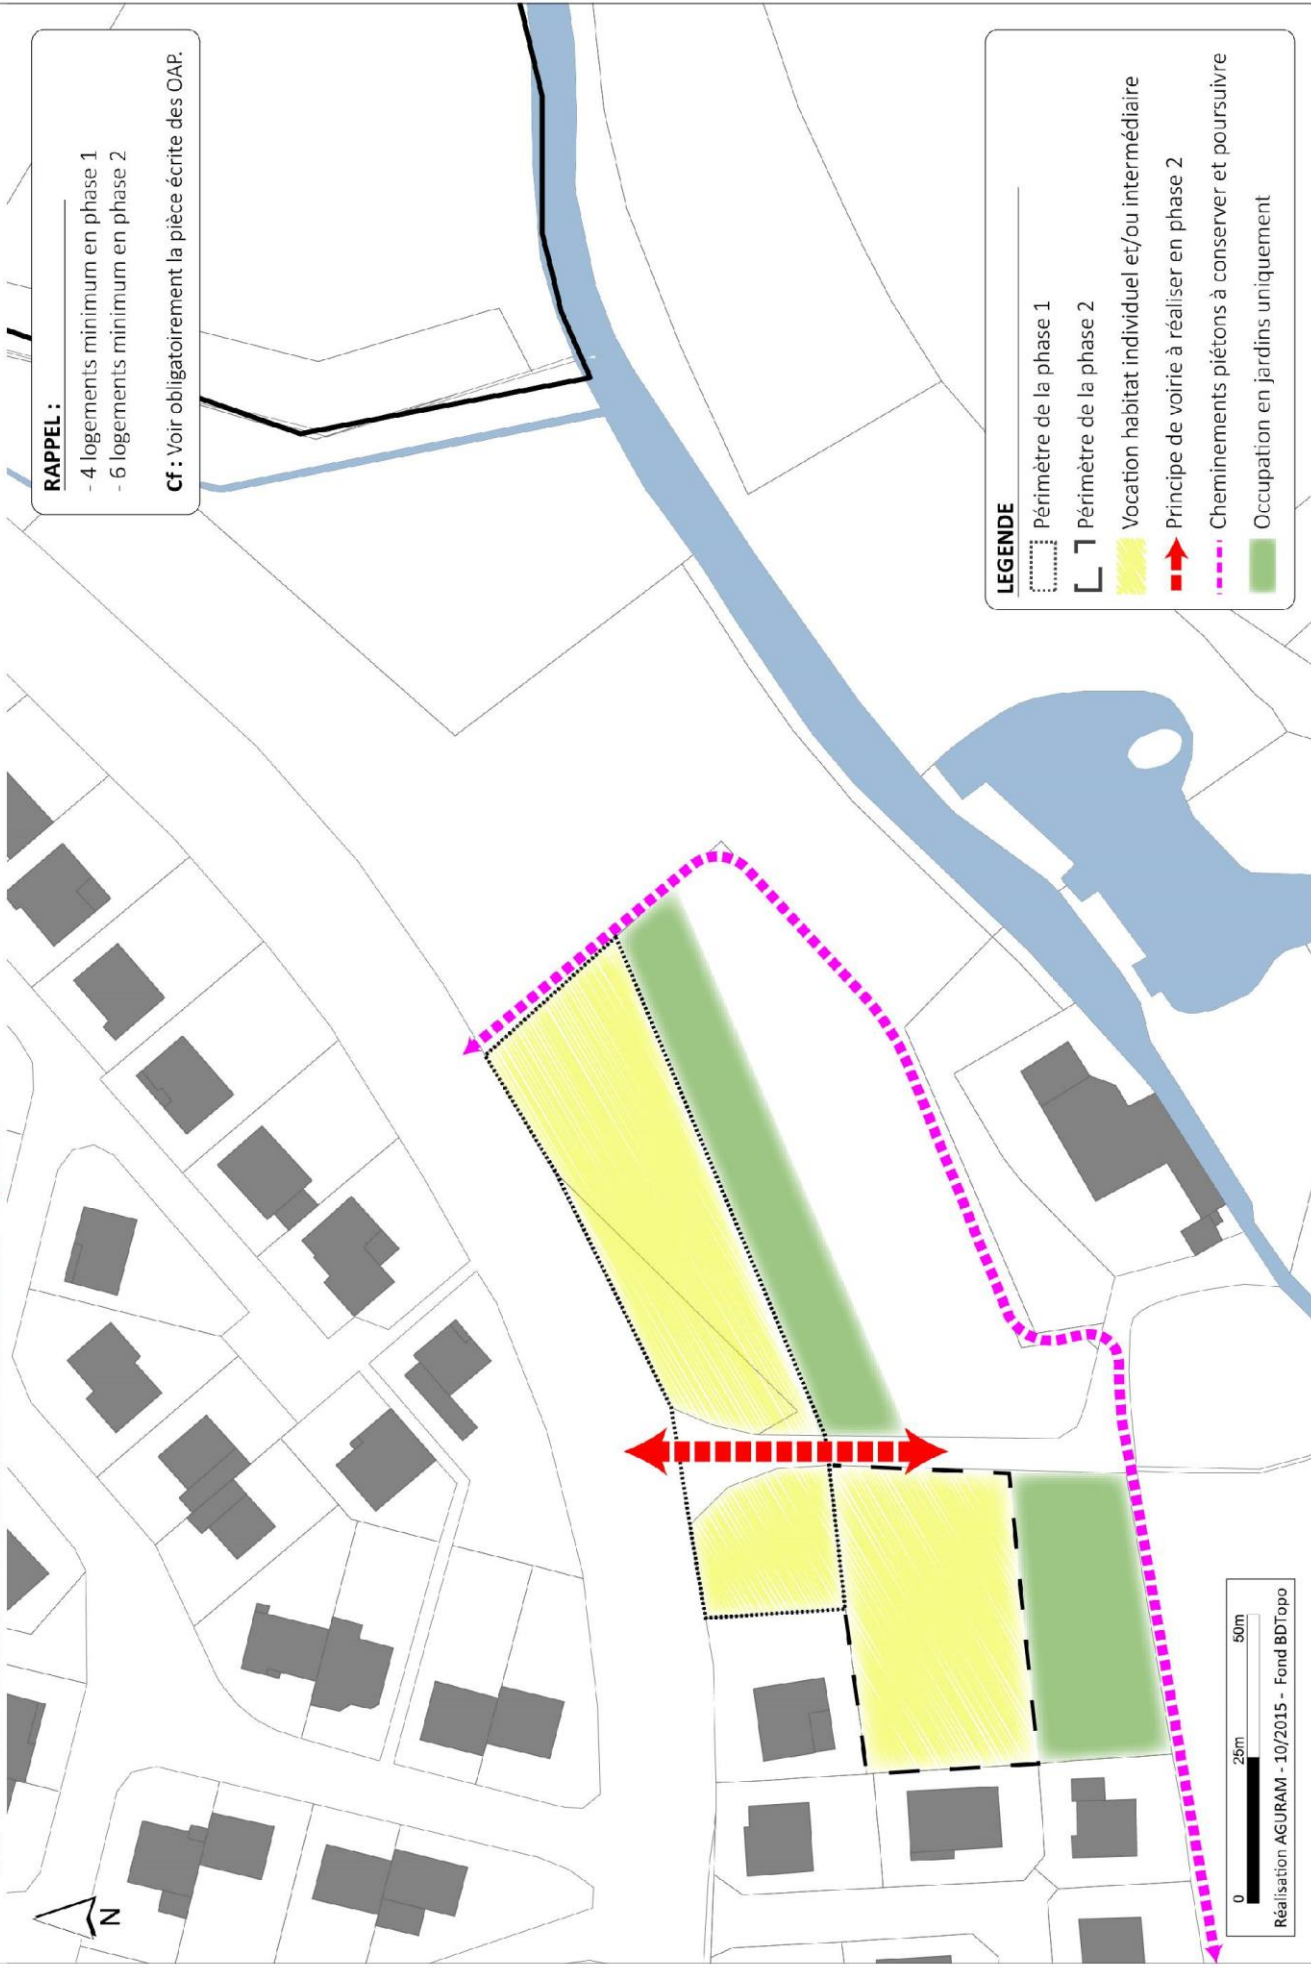 RAPPEL :
- 4 logements minimum en phase 1
- 6 logements minimum en phase 2
Cf : Voir obligatoirement la pièce écrite des OAP.
LEGENDE
Périmètre de la phase 1
Périmètre de la phase 2
Vocation habitat individuel et/ou intermédiaire
Principe de voirie à réaliser en phase 2
Cheminements piétons à conserver et poursuivre
Occupation en jardins uniquement
N
0 25m 50m
Réalisation AGURAM - 10/2015 - Fond BDTopo